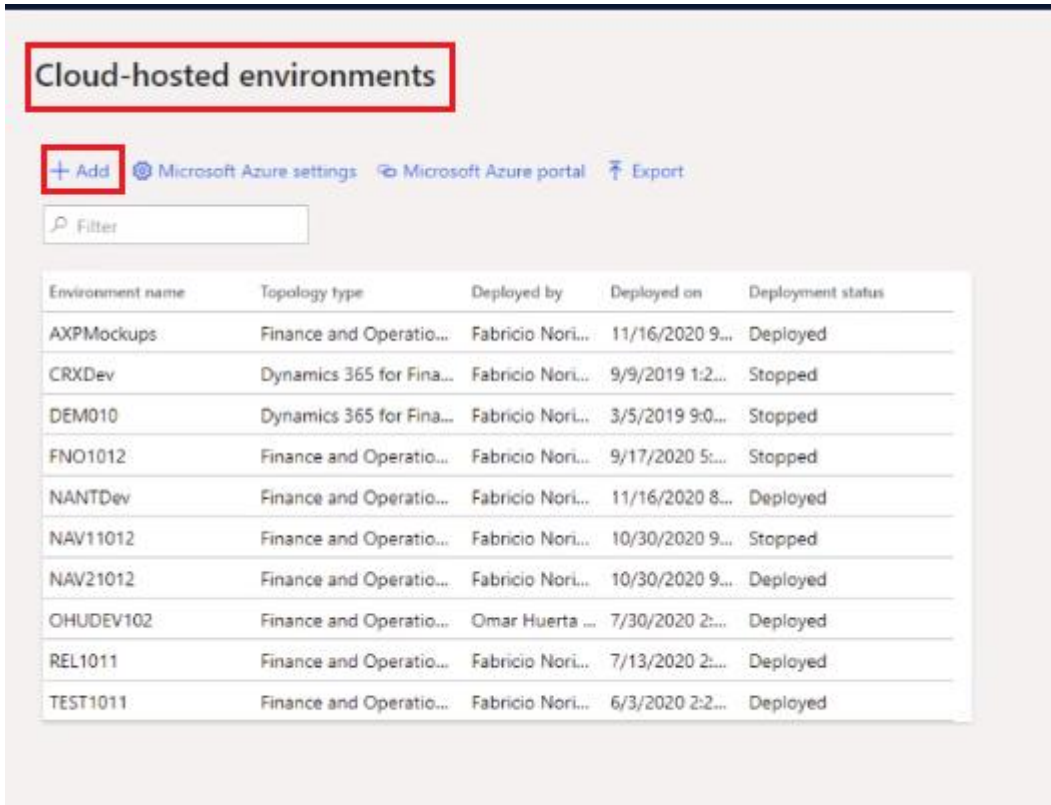 Cloud-hosted environments
+ Add Microsoft Azure settings Microsoft Azure portal Export
Filter
Environment name Topology type Deployed by Deployed on Deployment status
AXPMockups Finance and Operatio... Fabricio Nori... 11/16/2020 9... Deployed
CRXDev Dynamics 365 for Fina... Fabricio Nori... 9/9/2019 1:2... Stopped
DEM010 Dynamics 365 for Fina... Fabricio Nori... 3/5/2019 9:0... Stopped
FNO1012 Finance and Operatio... Fabricio Nori... 9/17/2020 5:... Stopped
NANTDev Finance and Operatio... Fabricio Nori... 11/16/2020 8... Deployed
NAV11012 Finance and Operatio... Fabricio Nori... 10/30/2020 9... Stopped
NAV21012 Finance and Operatio... Fabricio Nori... 10/30/2020 9... Deployed
OHUDEV102 Finance and Operatio... Omar Huerta ... 7/30/2020 2:... Deployed
REL1011 Finance and Operatio... Fabricio Nori... 7/13/2020 2:... Deployed
TEST1011 Finance and Operatio... Fabricio Nori... 6/3/2020 2:2... Deployed